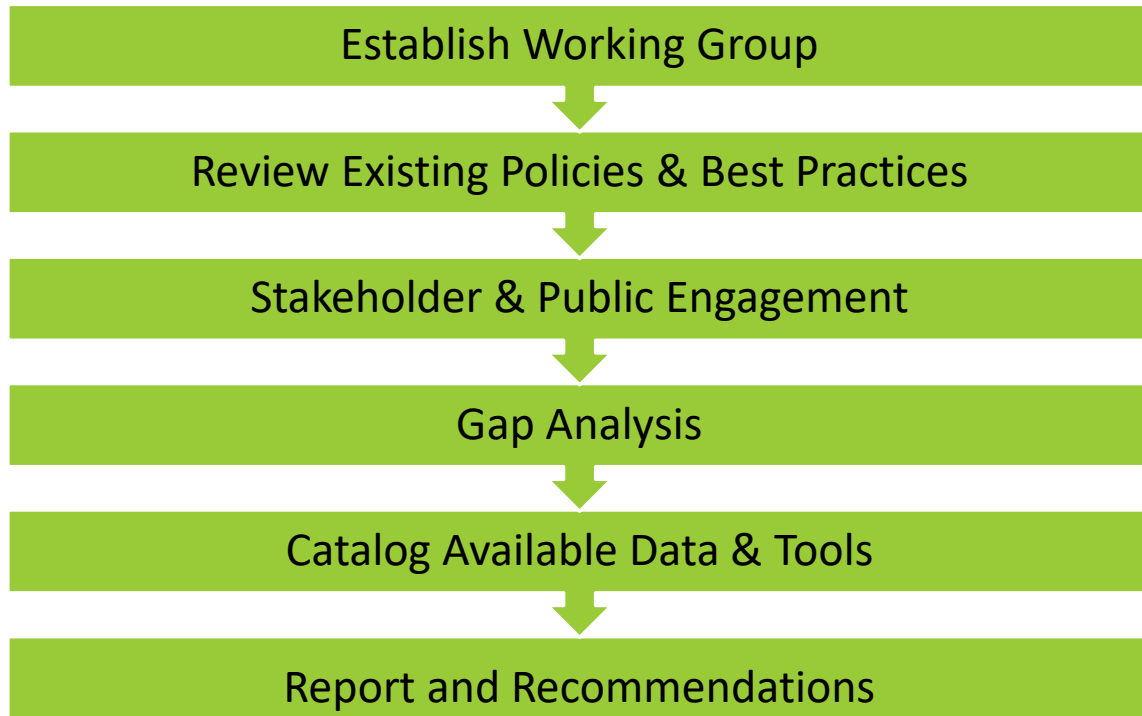 Establish Working Group
Review Existing Policies & Best Practices
Stakeholder & Public Engagement
Gap Analysis
Catalog Available Data & Tools
Report and Recommendations